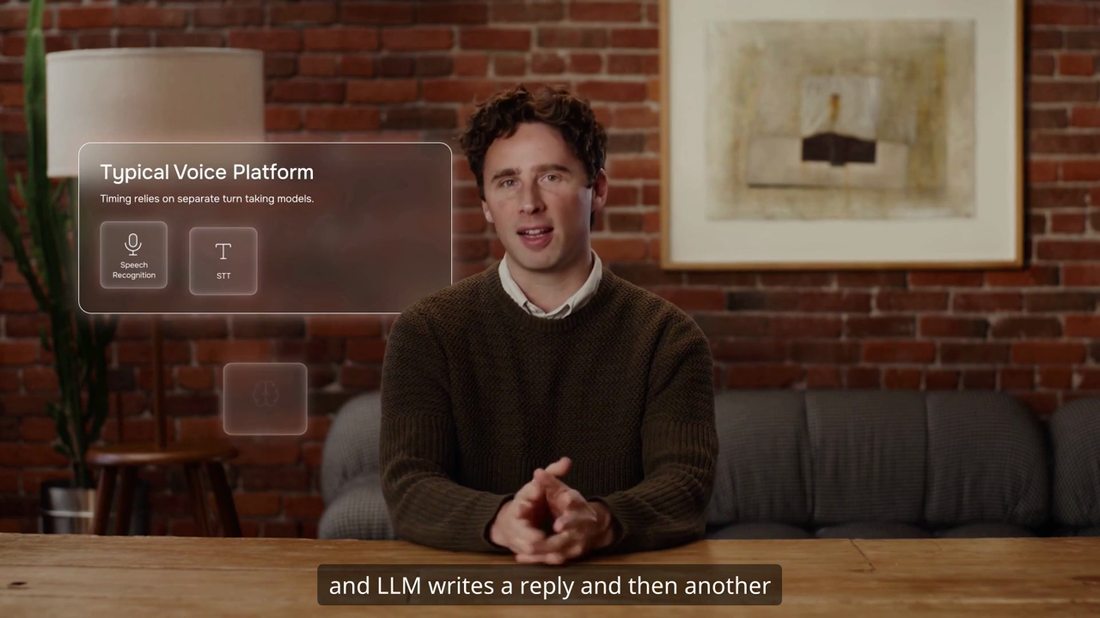 Typical Voice Platform
Timing relies on separate turn taking models.
Speech
Recognition
STT
and LLM writes a reply and then another